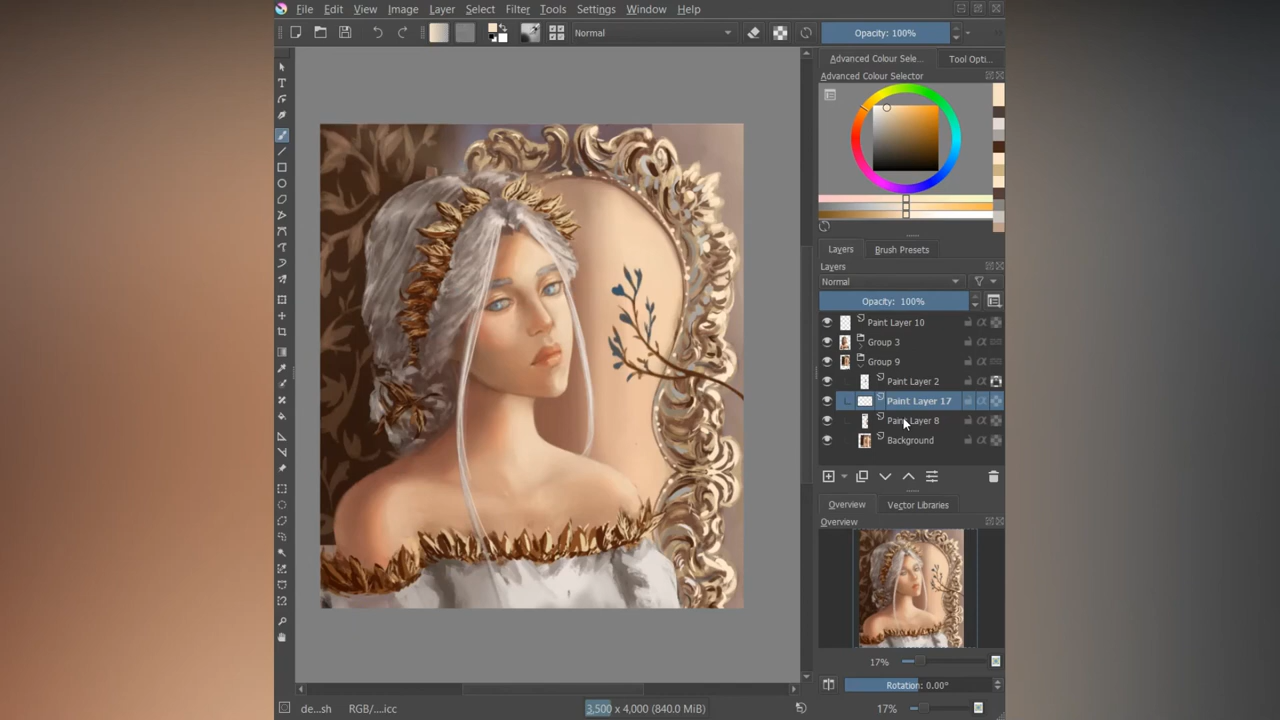 File Edit View Image Layer Select Filter Tools Settings Window Help
Normal
Opacity: 100%
Advanced Colour Sele...
Tool Opti...
Advanced Colour Selector
Layers
Brush Presets
Layers
Normal
Opacity: 100%
Paint Layer 10
Group 3
Group 9
Paint Layer 2
Paint Layer 17
Paint Layer 8
Background
Overview
Vector Libraries
Overview
17%
Rotation: 0.00°
de...sh
RGB/....icc
3,500 x 4,000 (840.0 MiB)
17%